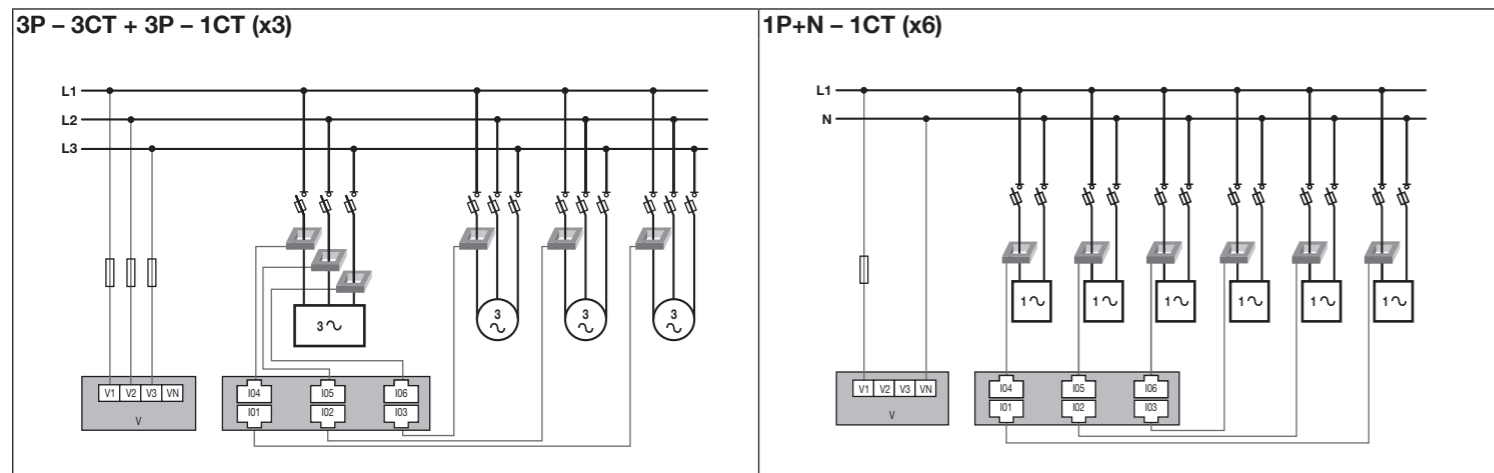 3P – 3CT + 3P – 1CT (x3)
L1
L2
L3
3
3
3
3
V1 V2 V3 VN
V
I04 I05 I06
I01 I02 I03
1P+N – 1CT (x6)
L1
N
1 1 1 1 1 1
V1 V2 V3 VN
V
I04 I05 I06
I01 I02 I03